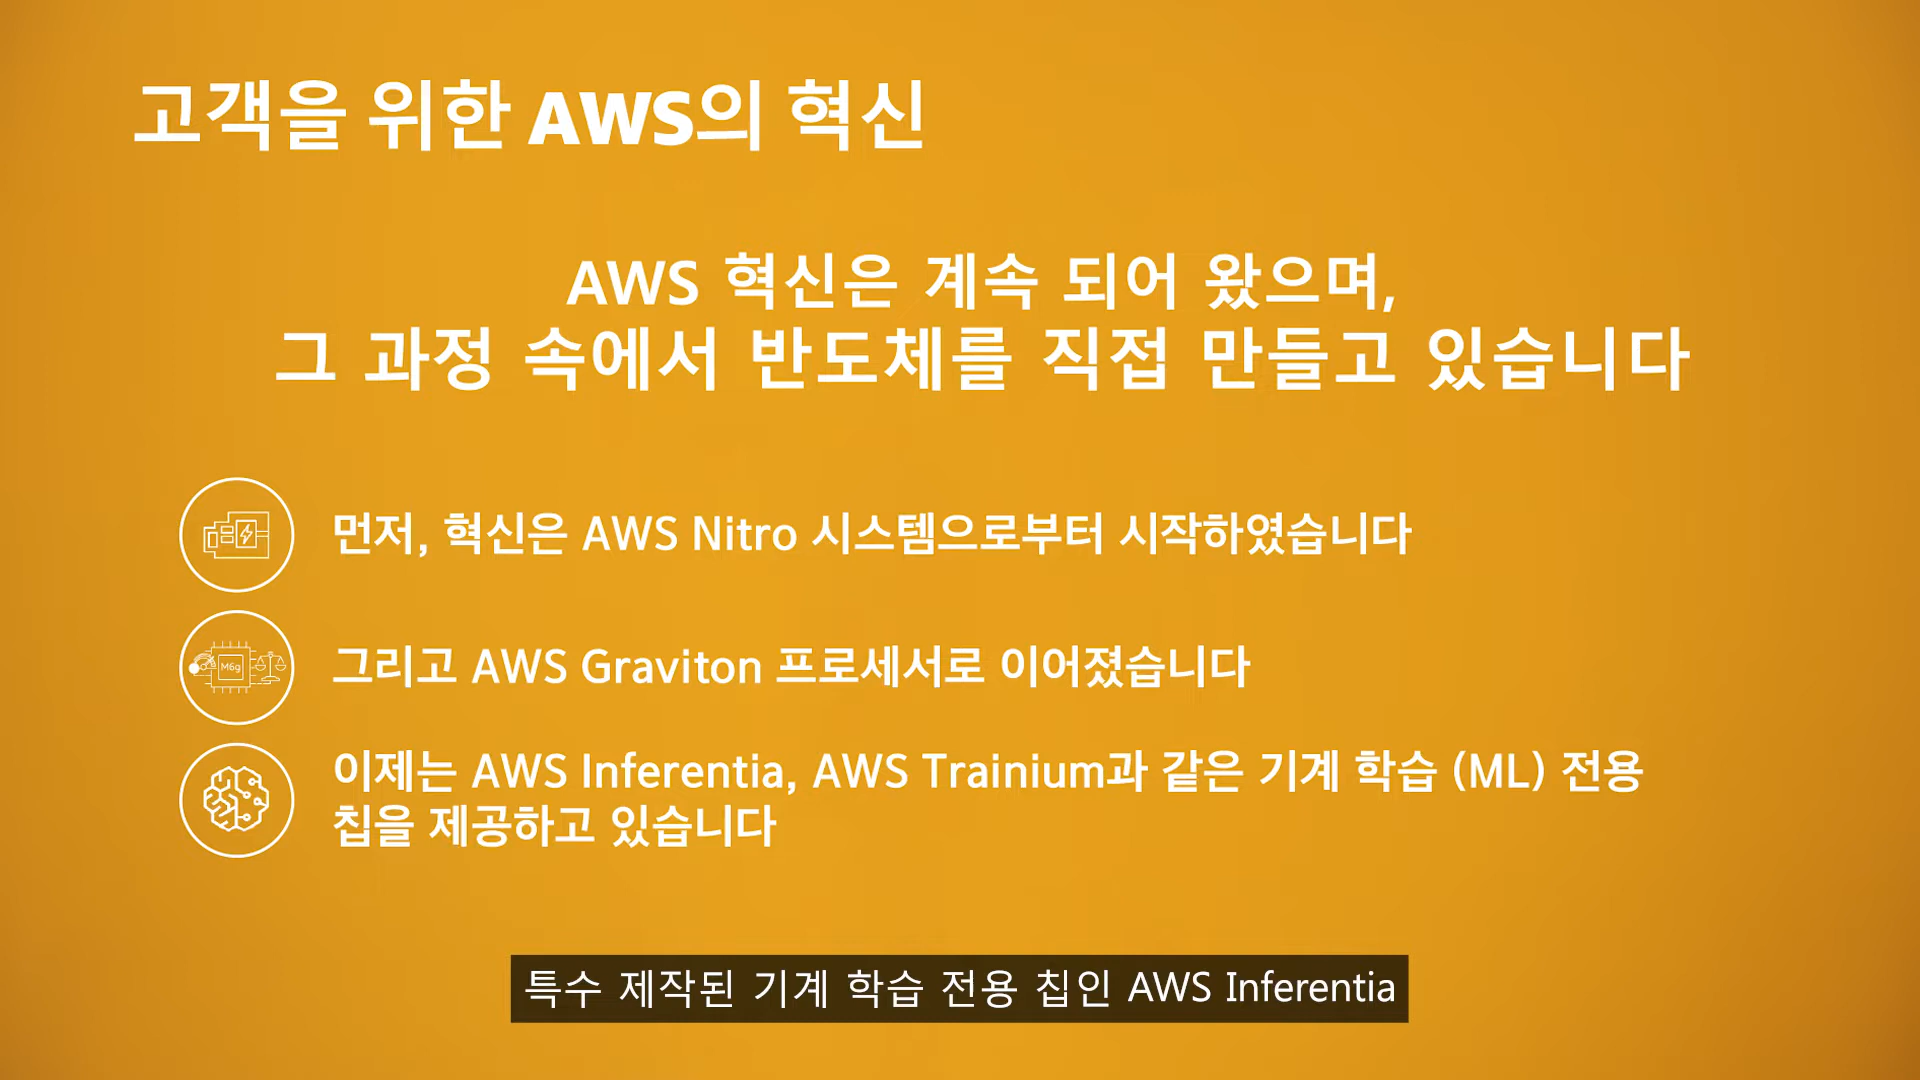 고객을 위한 AWS의 혁신
AWS 혁신은 계속 되어 왔으며,
그 과정 속에서 반도체를 직접 만들고 있습니다
먼저, 혁신은 AWS Nitro 시스템으로부터 시작하였습니다
M6g
그리고 AWS Graviton 프로세서로 이어졌습니다
이제는 AWS Inferentia, AWS Trainium과 같은 기계 학습 (ML) 전용
칩을 제공하고 있습니다
특수 제작된 기계 학습 전용 칩인 AWS Inferentia